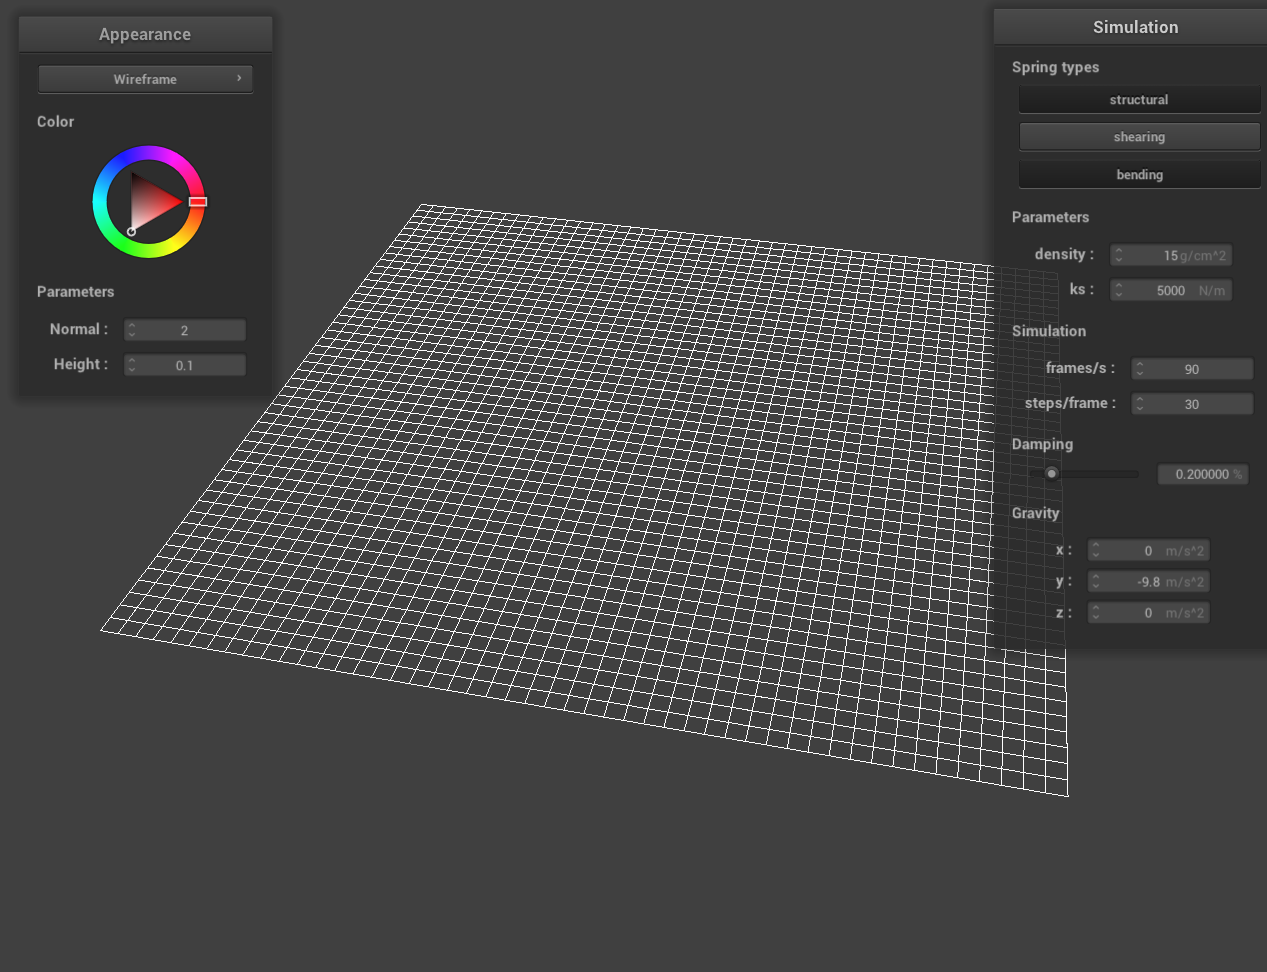 Appearance
Wireframe
Color
Parameters
Normal :
2
Height :
0.1
Simulation
Spring types
structural
shearing
bending
Parameters
density :
15 g/cm^2
ks :
5000 N/m
Simulation
frames/s :
90
steps/frame :
30
Damping
0.200000 %
Gravity
x :
0 m/s^2
y :
-9.8 m/s^2
z :
0 m/s^2